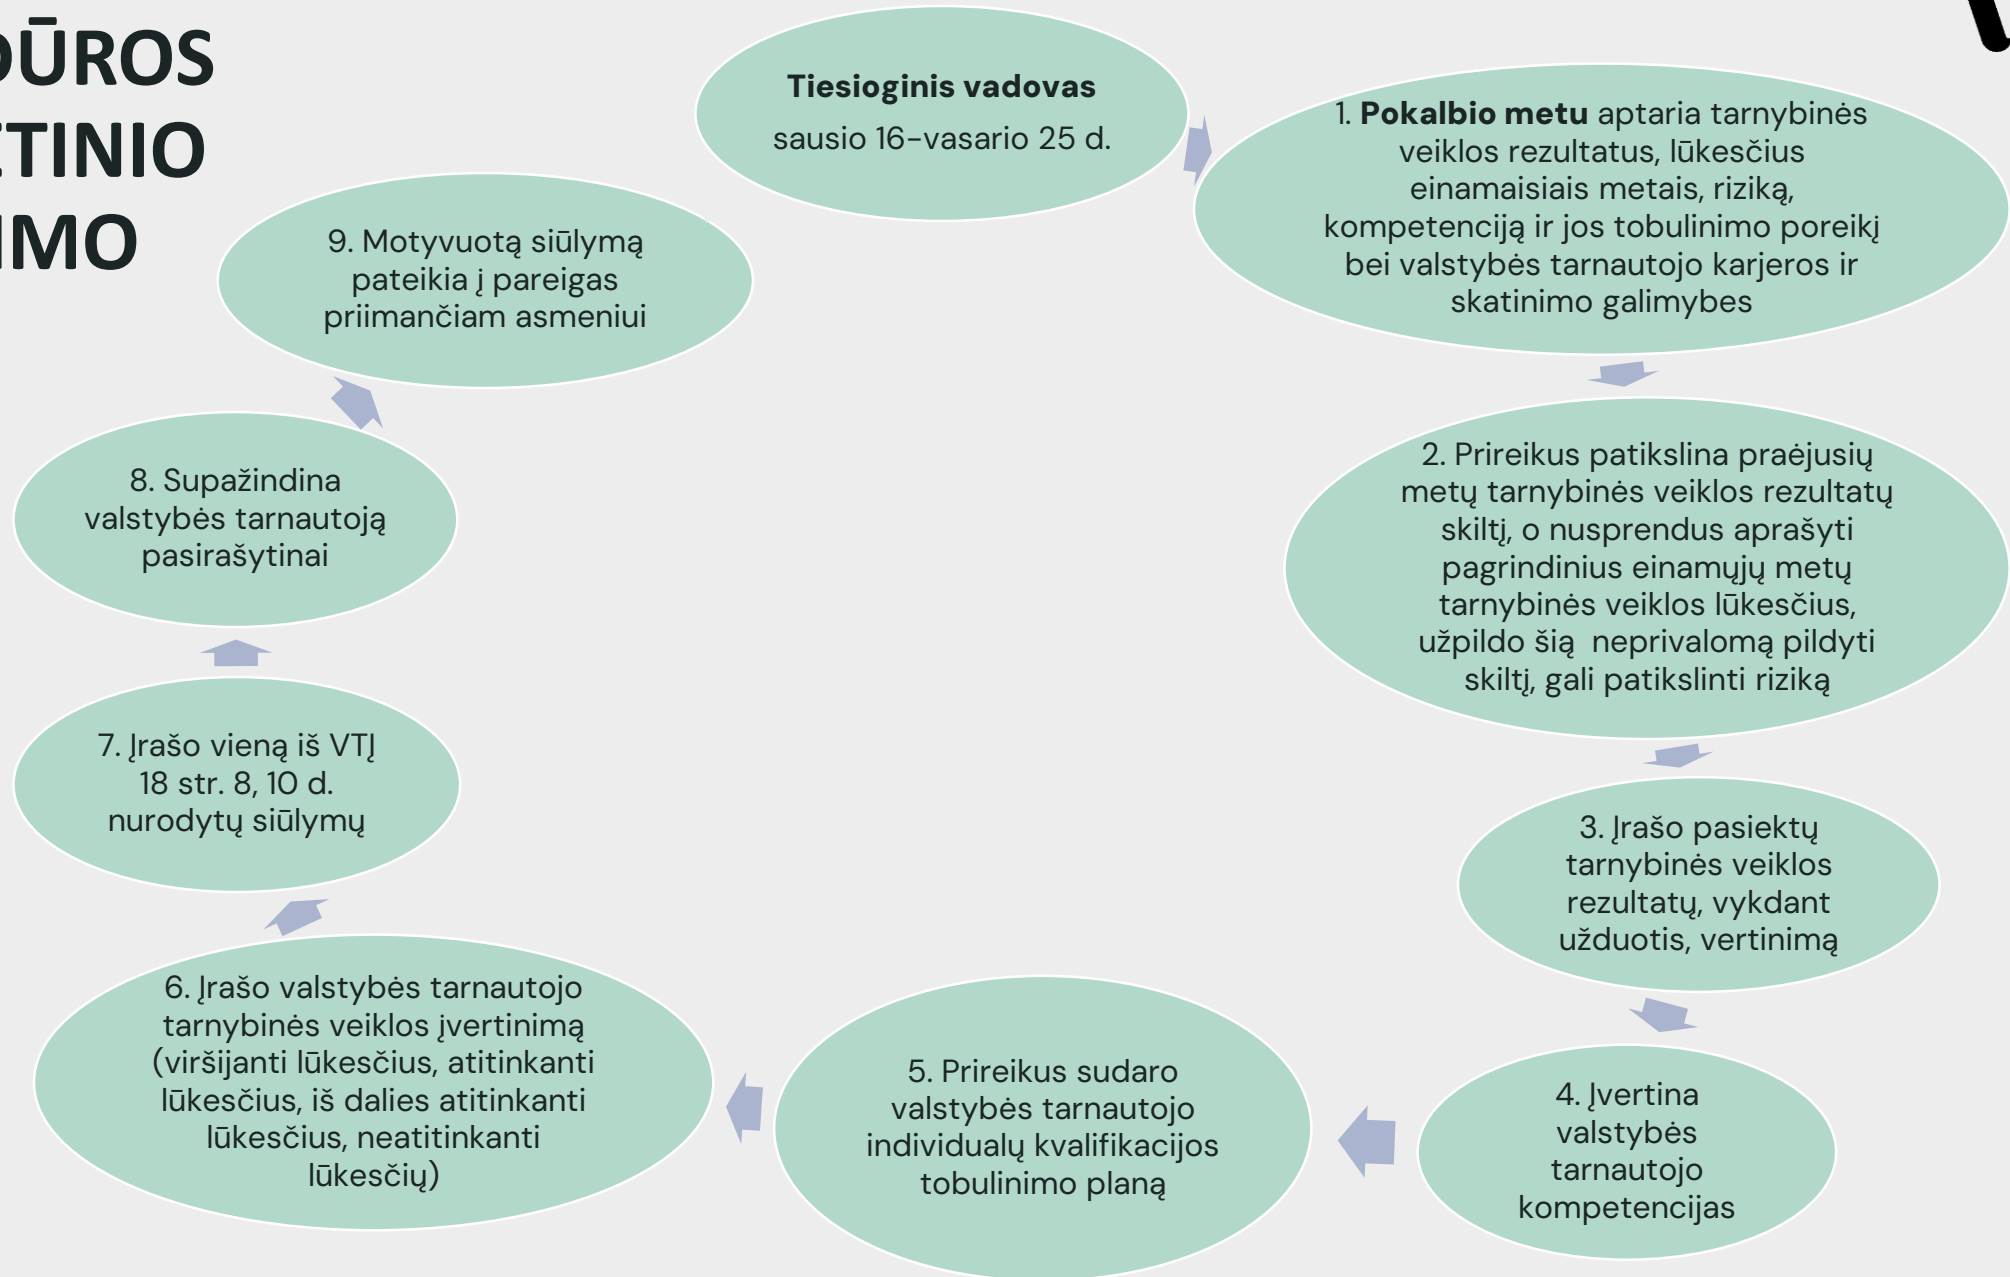 DŪROS
ETINIO
IMO
Tiesioginis vadovas
sausio 16–vasario 25 d.
1. Pokalbio metu aptaria tarnybinės
veiklos rezultatus, lūkesčius
einamaisiais metais, riziką,
kompetenciją ir jos tobulinimo poreikį
bei valstybės tarnautojo karjeros ir
skatinimo galimybes
2. Prireikus patikslina praėjusių
metų tarnybinės veiklos rezultatų
skiltį, o nusprendus aprašyti
pagrindinius einamųjų metų
tarnybinės veiklos lūkesčius,
užpildo šią neprivalomą pildyti
skiltį, gali patikslinti riziką
3. Įrašo pasiektų
tarnybinės veiklos
rezultatų, vykdant
užduotis, vertinimą
4. Įvertina
valstybės
tarnautojo
kompetencijas
5. Prireikus sudaro
valstybės tarnautojo
individualų kvalifikacijos
tobulinimo planą
6. Įrašo valstybės tarnautojo
tarnybinės veiklos įvertinimą
(viršijanti lūkesčius, atitinkanti
lūkesčius, iš dalies atitinkanti
lūkesčius, neatitinkanti
lūkesčių)
7. Įrašo vieną iš VTĮ
18 str. 8, 10 d.
nurodytų siūlymų
8. Supažindina
valstybės tarnautoją
pasirašytinai
9. Motyvuotą siūlymą
pateikia į pareigas
priimančiam asmeniui